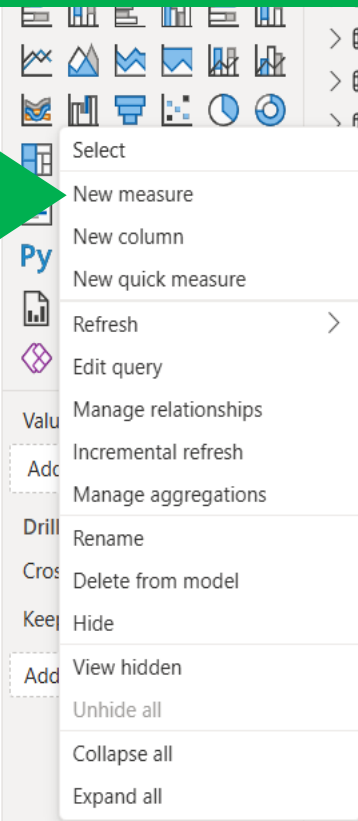 Select
New measure
New column
Py
New quick measure
Refresh
Edit query
Manage relationships
Valu
Incremental refresh
Add
Manage aggregations
Drill
Rename
Cros
Delete from model
Keep
Hide
Add
View hidden
Unhide all
Collapse all
Expand all